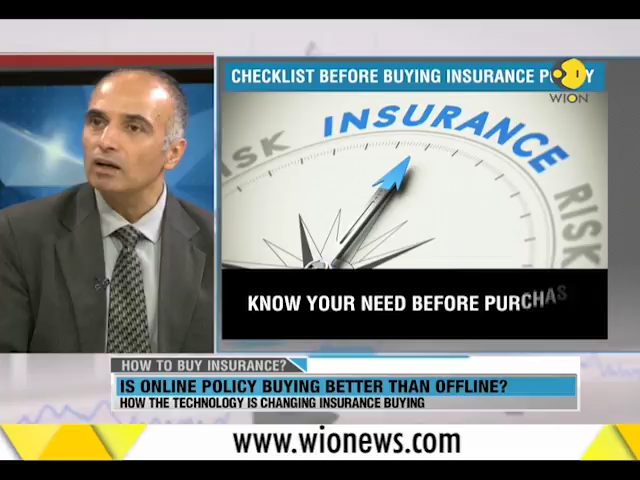 CHECKLIST BEFORE BUYING INSURANCE
WION
RISK
INSURANCE
RISK
KNOW YOUR NEED BEFORE PURCHAS
HOW TO BUY INSURANCE?
IS ONLINE POLICY BUYING BETTER THAN OFFLINE?
HOW THE TECHNOLOGY IS CHANGING INSURANCE BUYING
www.wionews.com